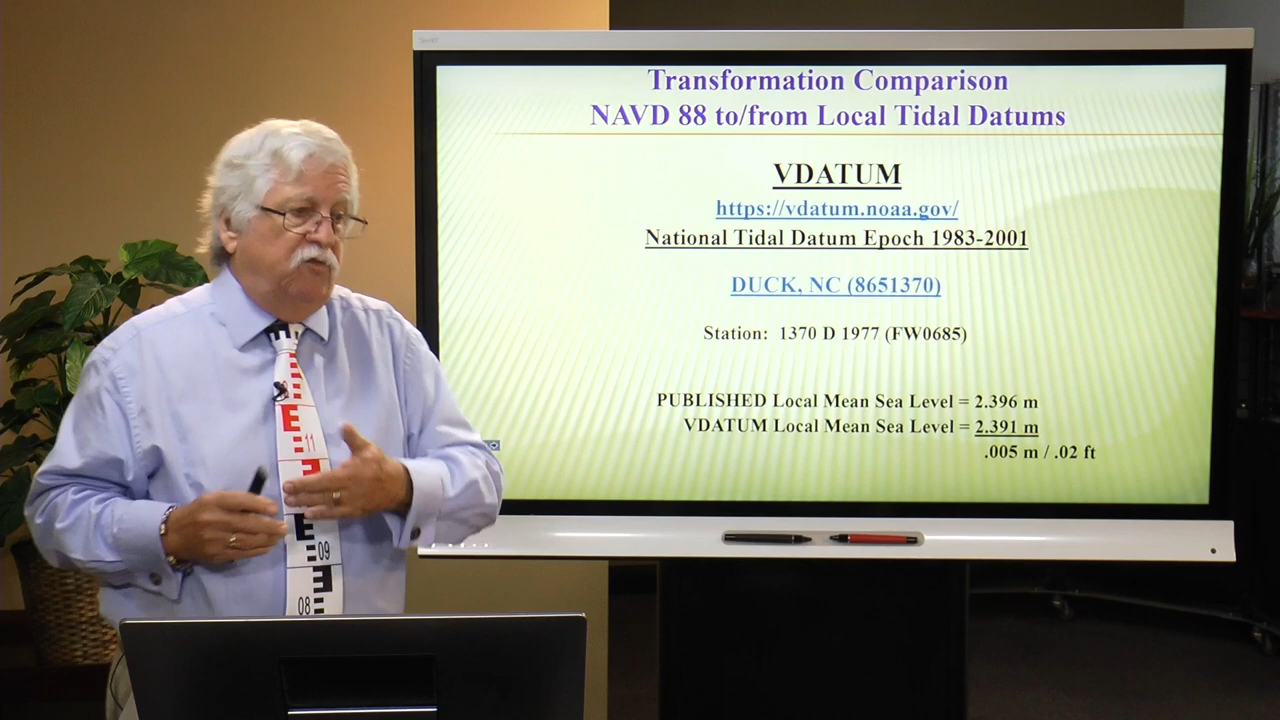 Transformation Comparison
NAVD 88 to/from Local Tidal Datums
VDATUM
https://vdatum.noaa.gov/
National Tidal Datum Epoch 1983-2001
DUCK, NC (8651370)
Station: 1370 D 1977 (FW0685)
PUBLISHED Local Mean Sea Level = 2.396 m
VDATUM Local Mean Sea Level = 2.391 m
.005 m / .02 ft
11
09
08